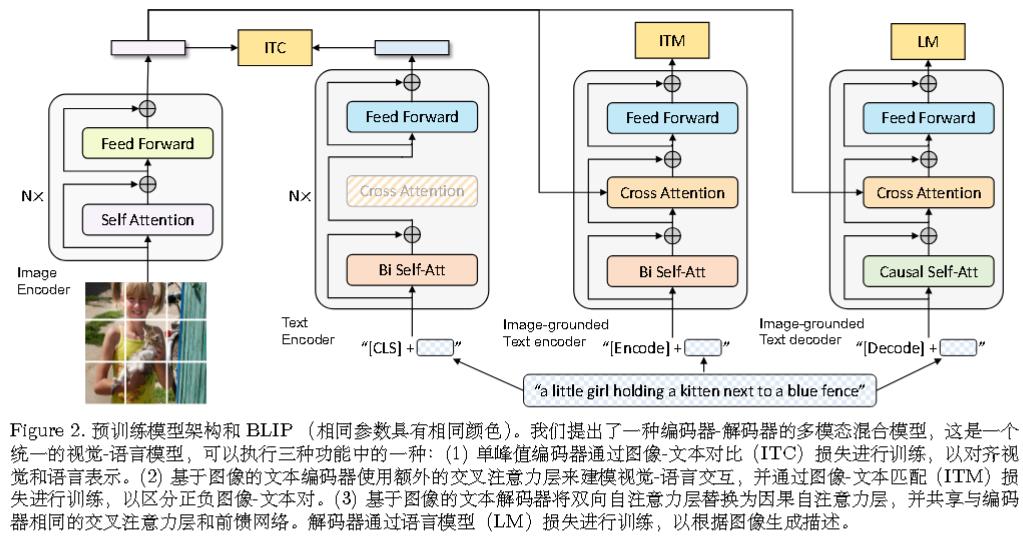 ITC
ITM
LM
Feed Forward
Self Attention
N×
Image
Encoder
Feed Forward
Cross Attention
Bi Self-Att
N×
Text
Encoder
"[CLS] + "
Feed Forward
Cross Attention
Bi Self-Att
Image-grounded
Text encoder
"[Encode] + "
Feed Forward
Cross Attention
Causal Self-Att
Image-grounded
Text decoder
"[Decode] + "
"a little girl holding a kitten next to a blue fence"
Figure 2. 预训练模型架构和 BLIP （相同参数具有相同颜色）。我们提出了一种编码器-解码器的多模态混合模型，这是一个
统一的视觉-语言模型，可以执行三种功能中的一种：(1) 单峰值编码器通过图像-文本对比（ITC）损失进行训练，以对齐视
觉和语言表示。(2) 基于图像的文本编码器使用额外的交叉注意力层来建模视觉-语言交互，并通过图像-文本匹配（ITM）损
失进行训练，以区分正负图像-文本对。(3) 基于图像的文本解码器将双向自注意力层替换为因果自注意力层，并共享与编码
器相同的交叉注意力层和前馈网络。解码器通过语言模型（LM）损失进行训练，以根据图像生成描述。